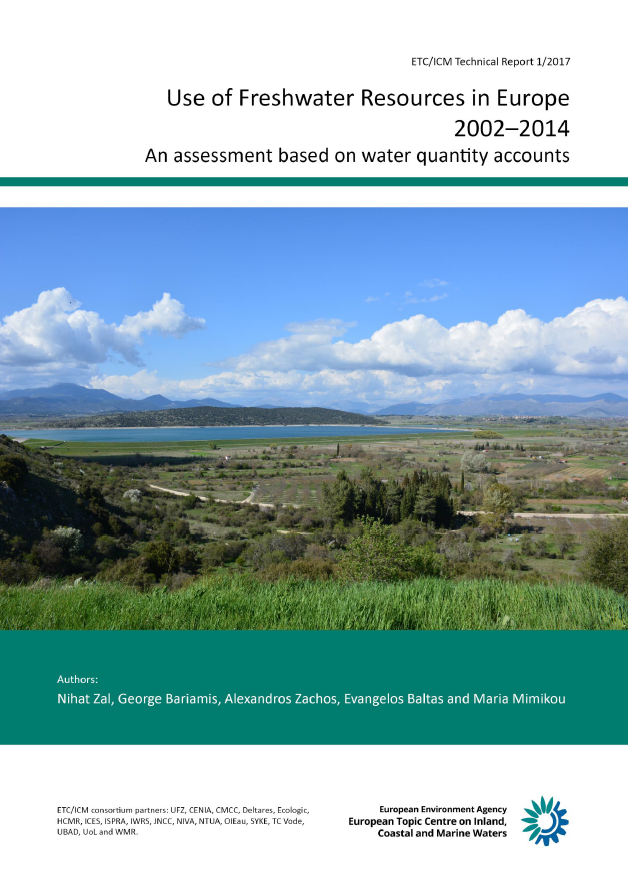 ETC/ICM Technical Report 1/2017
Use of Freshwater Resources in Europe
2002–2014
An assessment based on water quantity accounts
Authors:
Nihat Zal, George Bariamis, Alexandros Zachos, Evangelos Baltas and Maria Mimikou
ETC/ICM consortium partners: UFZ, CENIA, CMCC, Deltares, Ecologic,
HCMR, ICES, ISPRA, IWRS, JNCC, NIVA, NTUA, OIEau, SYKE, TC Vode,
UBAD, UoL and WMR.
European Environment Agency
European Topic Centre on Inland,
Coastal and Marine Waters